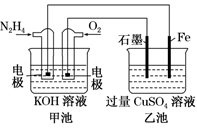 N₂H₄ O₂ 石墨 Fe
电极 电极
KOH 溶液 过量 CuSO₄ 溶液
甲池 乙池